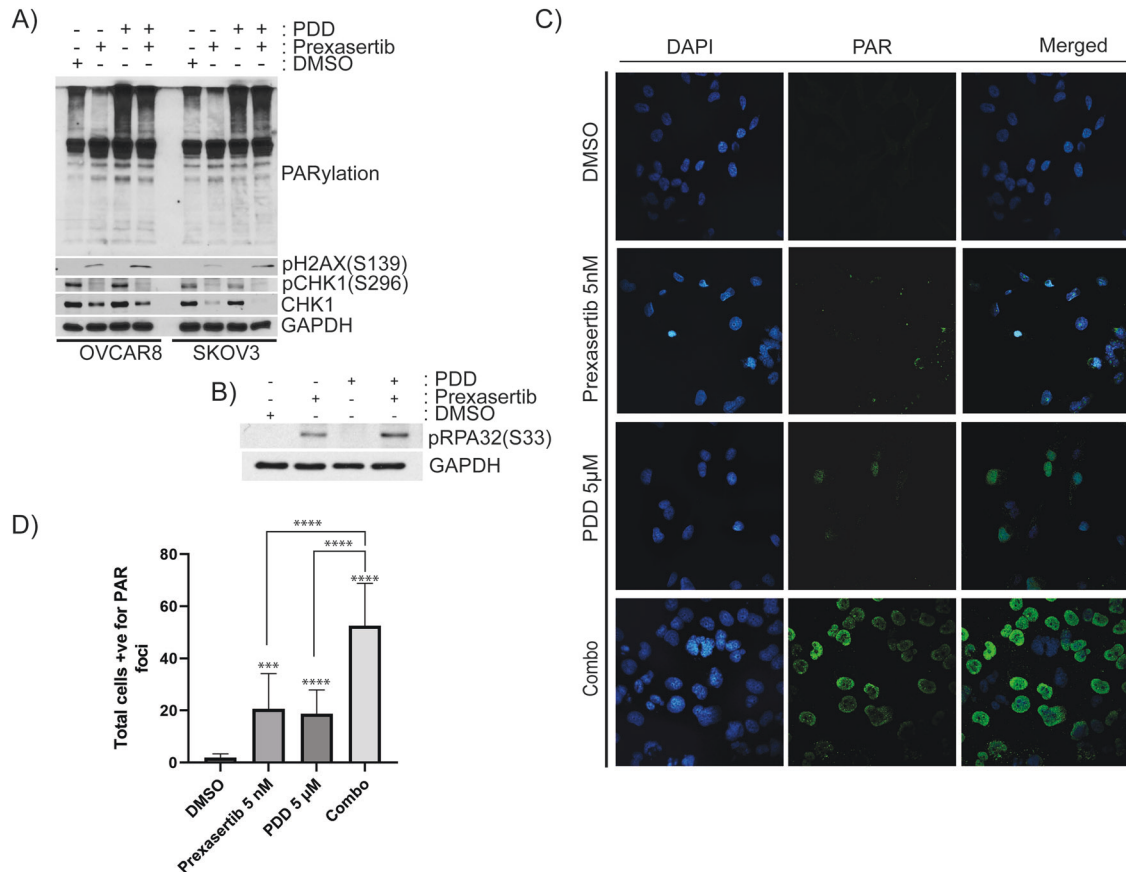 A)
- - + + : PDD - - + +
- + - + : Prexasertib - + - +
+ - - - : DMSO + - - -
PARylation
pH2AX(S139)
pCHK1(S296)
CHK1
GAPDH
OVCAR8 SKOV3
B)
- - + + : PDD
- + - + : Prexasertib
+ - - - : DMSO
pRPA32(S33)
GAPDH
C)
DAPI PAR Merged
DMSO
Prexasertib 5nM
PDD 5µM
Combo
D)
Total cells +ve for PAR
foci
80
60
40
20
0
****
****
****
***
****
DMSO
Prexasertib 5 nM
PDD 5 µM
Combo